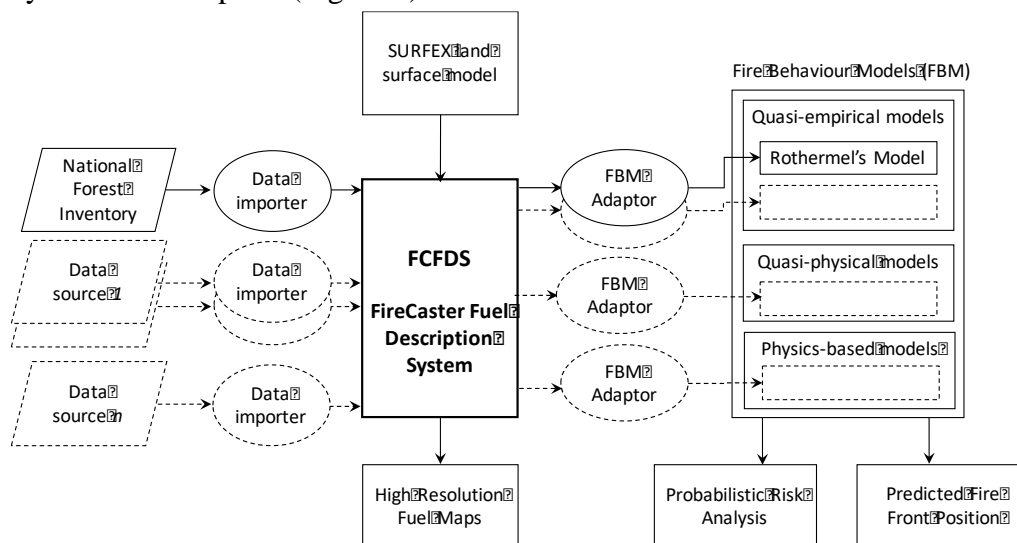 SURFEX land
surface model
Fire Behaviour Models (FBM)
Quasi-empirical models
Rothermel's Model
National
Forest
Inventory
Data
importer
FBM
Adaptor
Data
source 1
Data
importer
FCFDS
FireCaster Fuel
Description
System
FBM
Adaptor
Quasi-physical models
Data
source n
Data
importer
FBM
Adaptor
Physics-based models
High Resolution
Fuel Maps
Probabilistic Risk
Analysis
Predicted Fire
Front Position